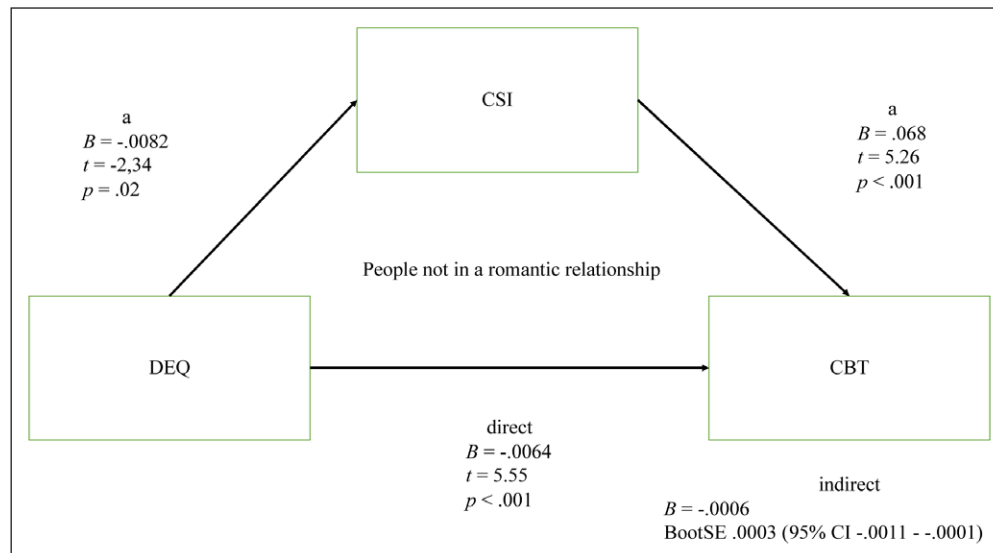 CSI
a
B = -.0082
t = -2,34
p = .02
a
B = .068
t = 5.26
p < .001
People not in a romantic relationship
DEQ
CBT
direct
B = -.0064
t = 5.55
p < .001
indirect
B = -.0006
BootSE .0003 (95% CI -.0011 - -.0001)